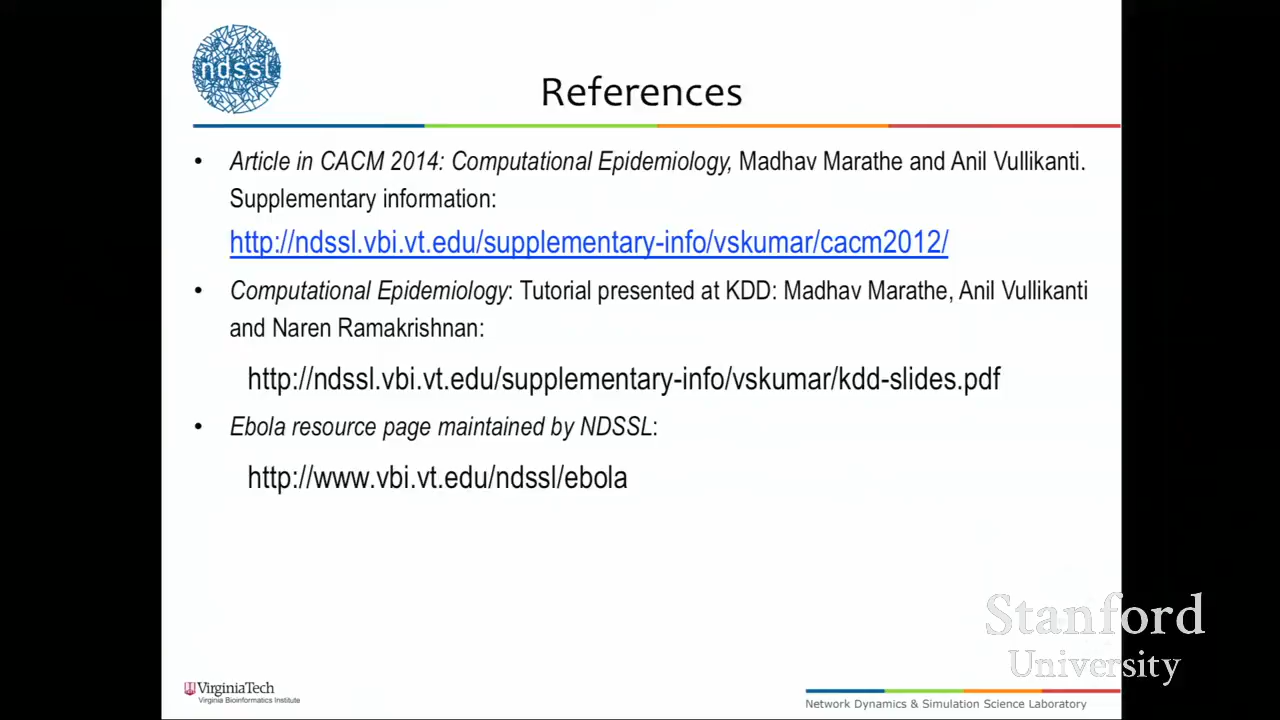 ndssl
References
• Article in CACM 2014: Computational Epidemiology, Madhav Marathe and Anil Vullikanti.
Supplementary information:
http://ndssl.vbi.vt.edu/supplementary-info/vskumar/cacm2012/
• Computational Epidemiology: Tutorial presented at KDD: Madhav Marathe, Anil Vullikanti
and Naren Ramakrishnan:
http://ndssl.vbi.vt.edu/supplementary-info/vskumar/kdd-slides.pdf
• Ebola resource page maintained by NDSSL:
http://www.vbi.vt.edu/ndssl/ebola
Stanford
University
VirginiaTech
Virginia Bioinformatics Institute
Network Dynamics & Simulation Science Laboratory